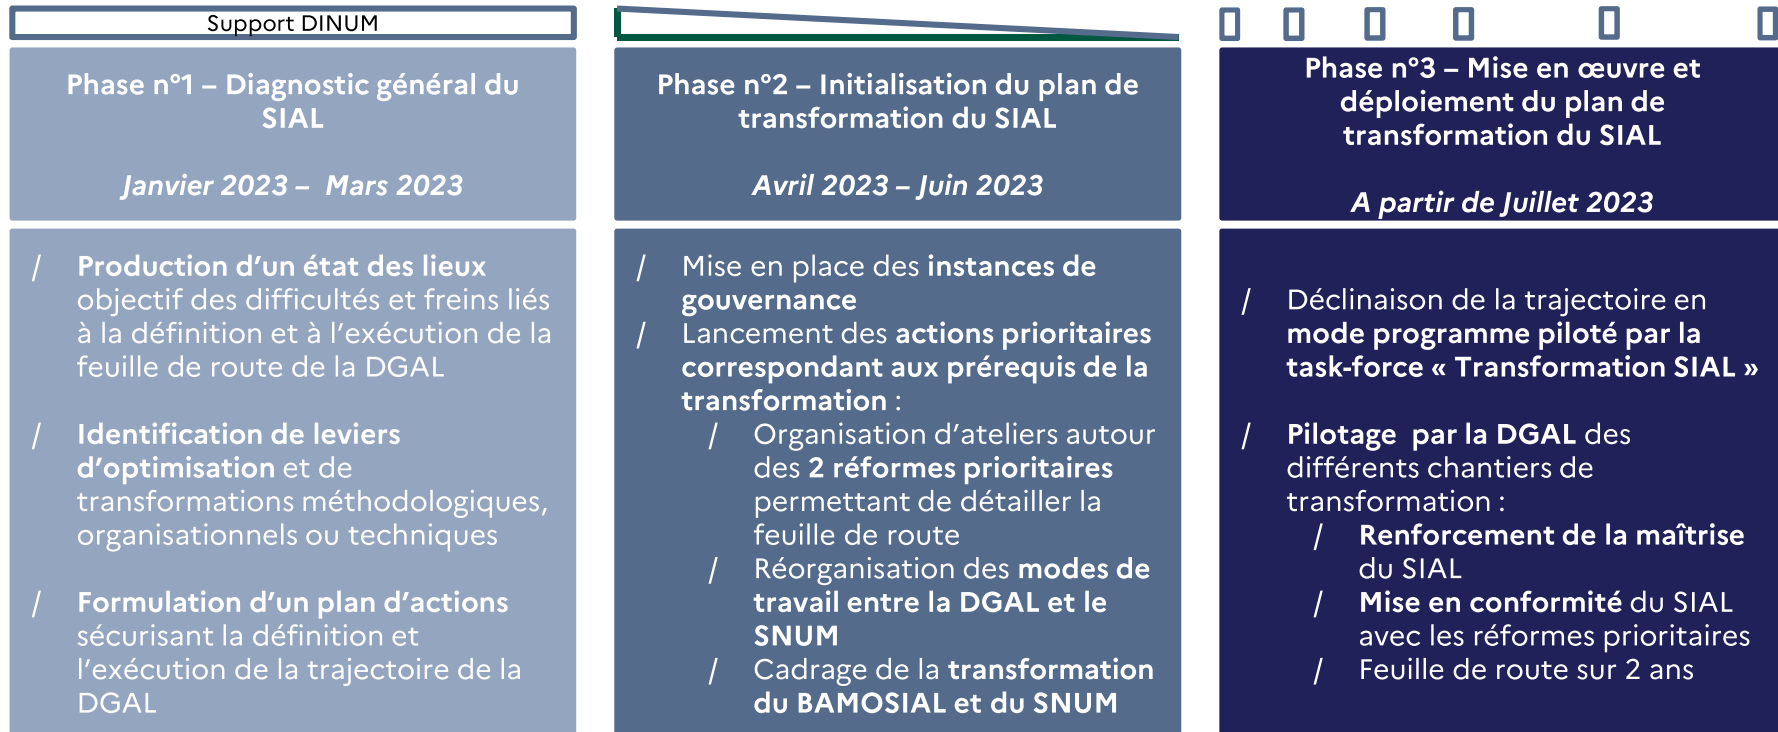 Support DINUM
Phase n°1 – Diagnostic général du
SIAL
Janvier 2023 – Mars 2023
/ Production d’un état des lieux
objectif des difficultés et freins liés
à la définition et à l’exécution de la
feuille de route de la DGAL
/ Identification de leviers
d’optimisation et de
transformations méthodologiques,
organisationnels ou techniques
/ Formulation d’un plan d’actions
sécurisant la définition et
l’exécution de la trajectoire de la
DGAL
Phase n°2 – Initialisation du plan de
transformation du SIAL
Avril 2023 – Juin 2023
/ Mise en place des instances de
gouvernance
/ Lancement des actions prioritaires
correspondant aux prérequis de la
transformation :
/ Organisation d’ateliers autour
des 2 réformes prioritaires
permettant de détailler la
feuille de route
/ Réorganisation des modes de
travail entre la DGAL et le
SNUM
/ Cadrage de la transformation
du BAMOSIAL et du SNUM
Phase n°3 – Mise en œuvre et
déploiement du plan de
transformation du SIAL
A partir de Juillet 2023
/ Déclinaison de la trajectoire en
mode programme piloté par la
task-force « Transformation SIAL »
/ Pilotage par la DGAL des
différents chantiers de
transformation :
/ Renforcement de la maîtrise
du SIAL
/ Mise en conformité du SIAL
avec les réformes prioritaires
/ Feuille de route sur 2 ans